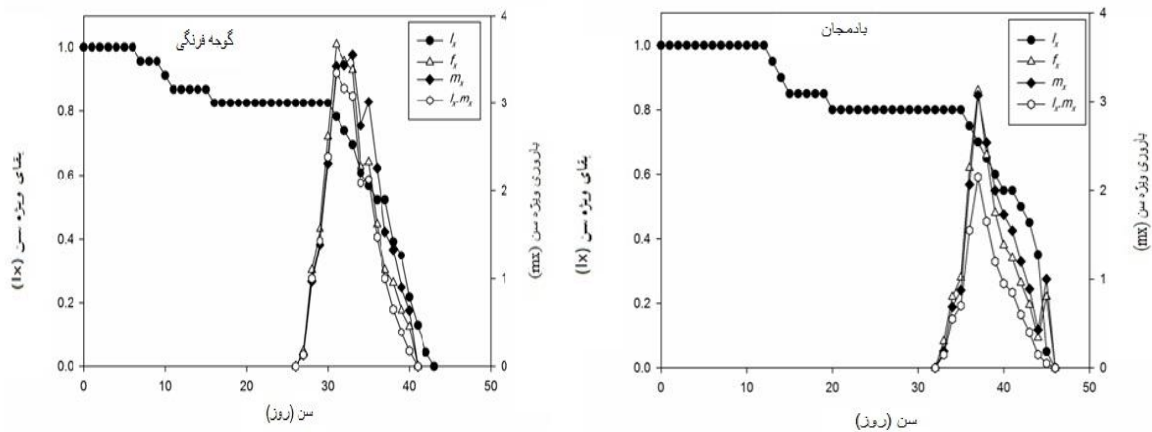 گوجه فرنگی
lx
fx
mx
lx.mx
1.0
0.8
0.6
0.4
0.2
0.0
4
3
2
1
0
0 10 20 30 40 50
بقای ویژه سن (lx)
باروری ویژه سن (mx)
سن (روز)
بادمجان
lx
fx
mx
lx.mx
1.0
0.8
0.6
0.4
0.2
0.0
4
3
2
1
0
0 10 20 30 40 50
بقای ویژه سن (lx)
باروری ویژه سن (mx)
سن (روز)